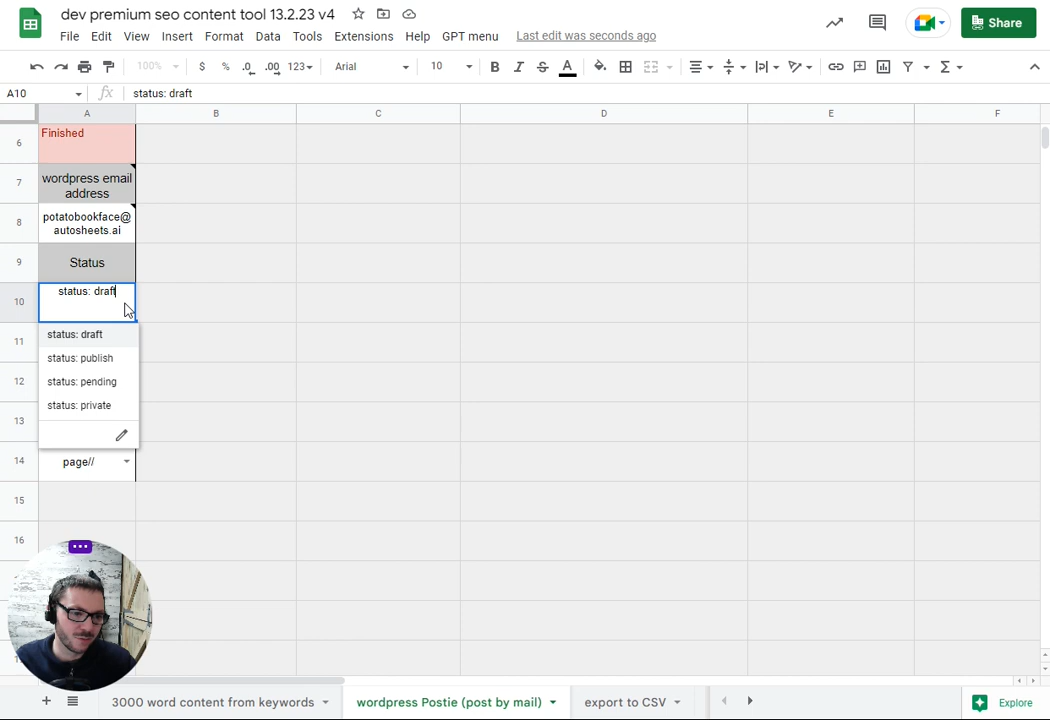 dev premium seo content tool 13.2.23 v4
File Edit View Insert Format Data Tools Extensions Help GPT menu Last edit was seconds ago
Share
100% $ % .0 .00 123 Arial 10 B I S A Σ
A10 fx status: draft
A B C D E F
6 Finished
7 wordpress email
address
8 potatobookface@
autosheets.ai
9 Status
10 status: draft
11 status: draft
status: publish
12 status: pending
13 status: private
14 page//
15
16
+ 3000 word content from keywords wordpress Postie (post by mail) export to CSV Explore